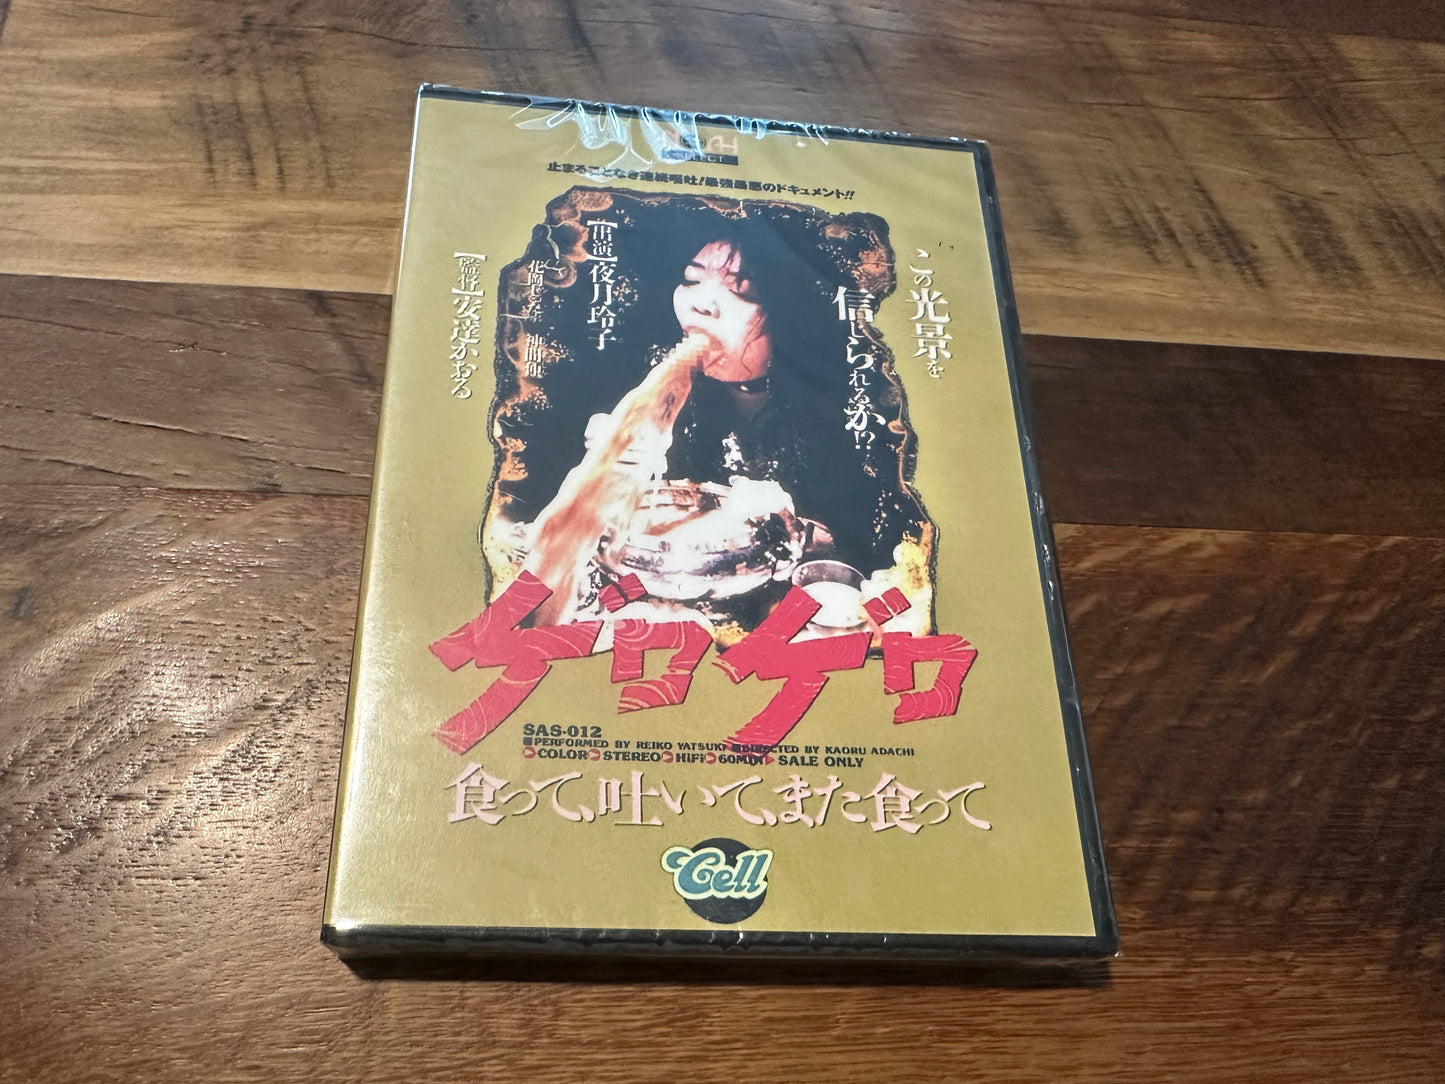 止まることなき連続嘔吐!最強最悪のドキュメント!!
この光景を
信じられるか!?
【出演】夜月玲子
【監督】安達かおる
ゲロゲロ
SAS-012
■PERFORMED BY REIKO YATSUKI ■DIRECTED BY KAORU ADACHI
COLOR STEREO HiFi 60MIN SALE ONLY
食って、吐いて、また食って
Cell